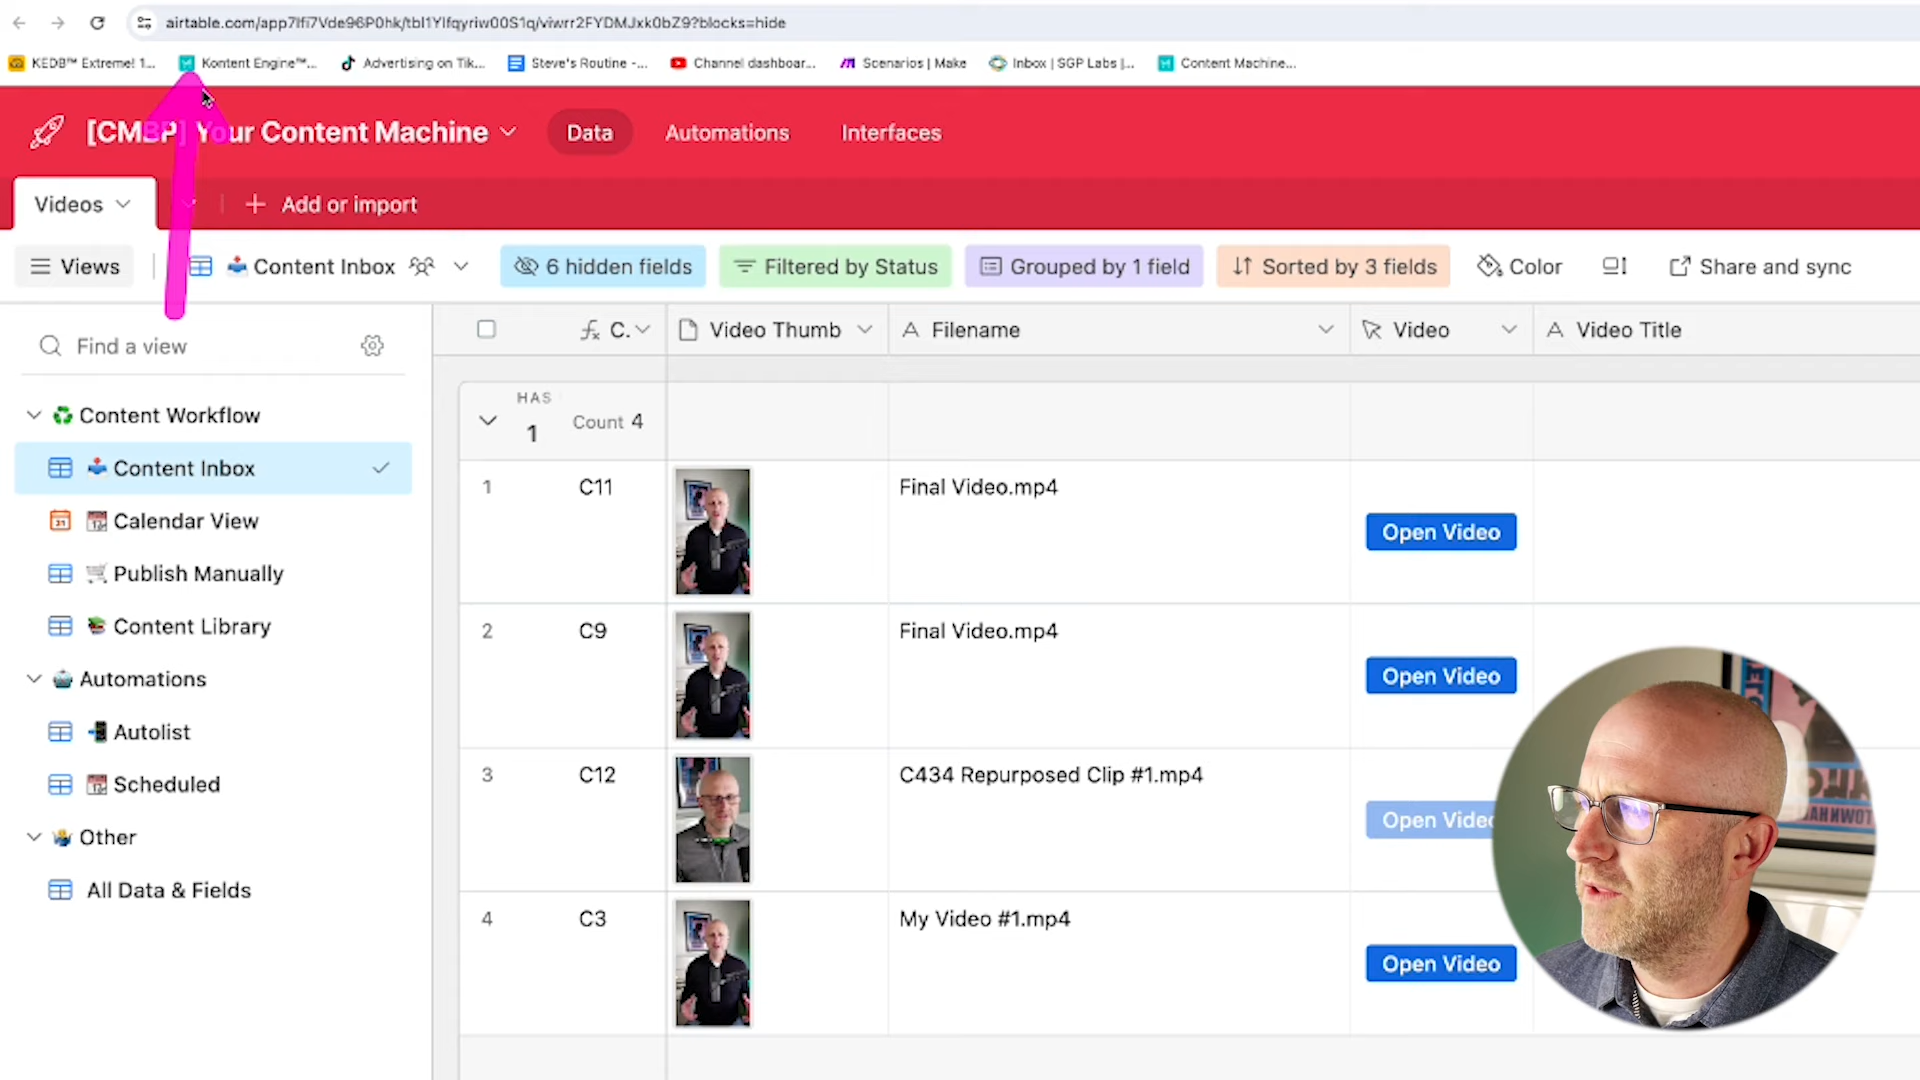 airtable.com/app7lfi7Vde96P0hk/tbl1Ylfqyriw00S1q/viwrr2FYDMJxk0bZ9?blocks=hide
KEDB™ Extreme! 1... Kontent Engine™... Advertising on Tik... Steve's Routine -... Channel dashboar... Scenarios | Make Inbox | SGP Labs |... Content Machine...
[CMBP] Your Content Machine Data Automations Interfaces
Videos + Add or import
Views Content Inbox 6 hidden fields Filtered by Status Grouped by 1 field Sorted by 3 fields Color Share and sync
Find a view
C. Video Thumb A Filename Video A Video Title
HAS
1 Count 4
Content Workflow
Content Inbox
Calendar View
Publish Manually
Content Library
Automations
Autolist
Scheduled
Other
All Data & Fields
1 C11 Final Video.mp4 Open Video
2 C9 Final Video.mp4 Open Video
3 C12 C434 Repurposed Clip #1.mp4 Open Video
4 C3 My Video #1.mp4 Open Video
TOWNHA